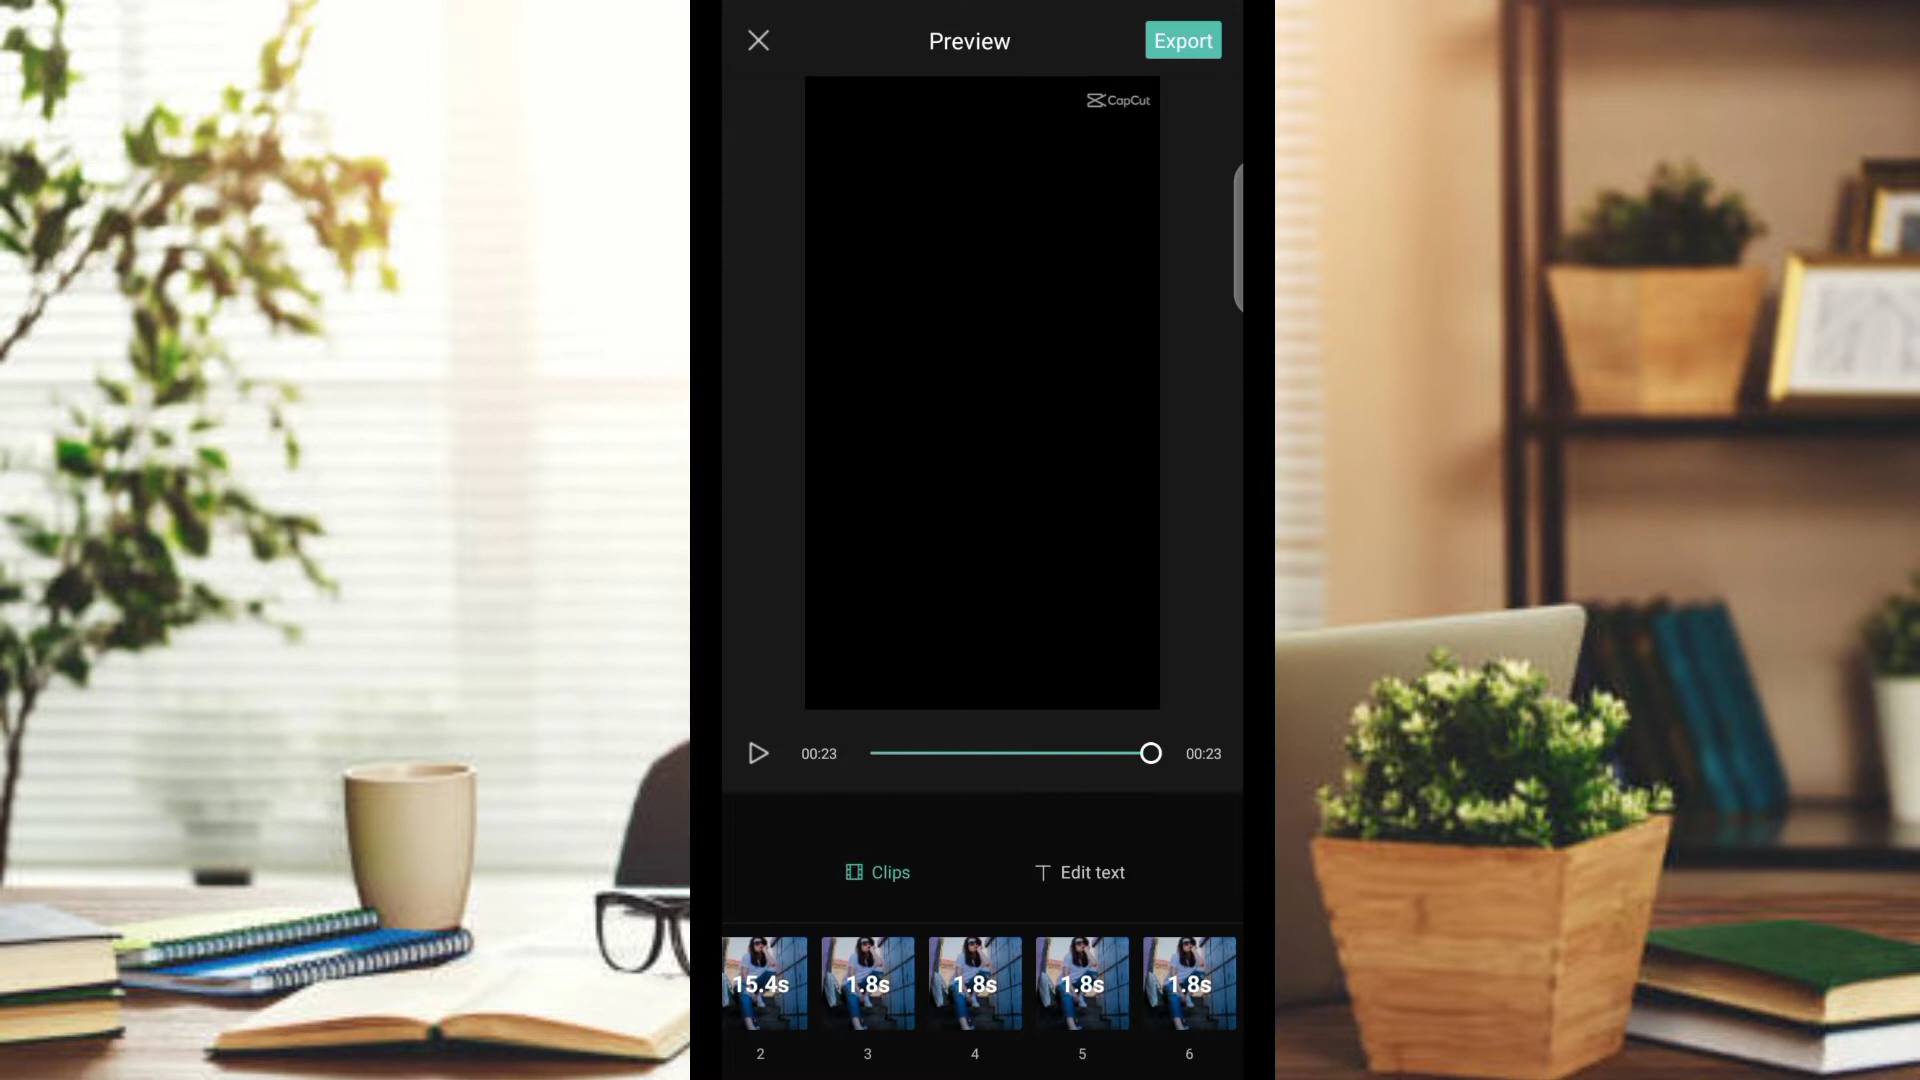 Preview
Export
CapCut
00:23
00:23
Clips
Edit text
15.4s
1.8s
1.8s
1.8s
1.8s
2
3
4
5
6